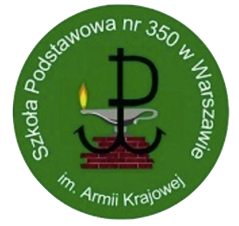 Szkoła Podstawowa nr 350 w Warszawie
im. Armii Krajowej